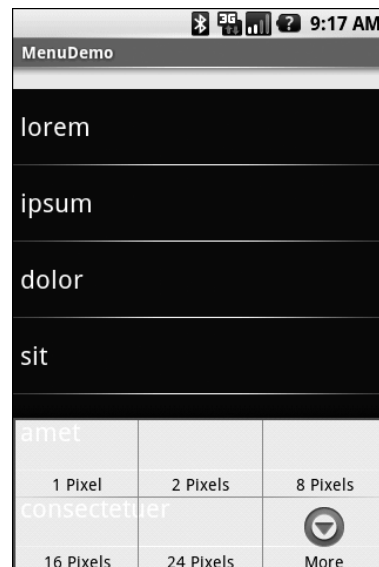 3G 9:17 AM
MenuDemo
lorem
ipsum
dolor
sit
amet
1 Pixel 2 Pixels 8 Pixels
consectetuer
16 Pixels 24 Pixels More